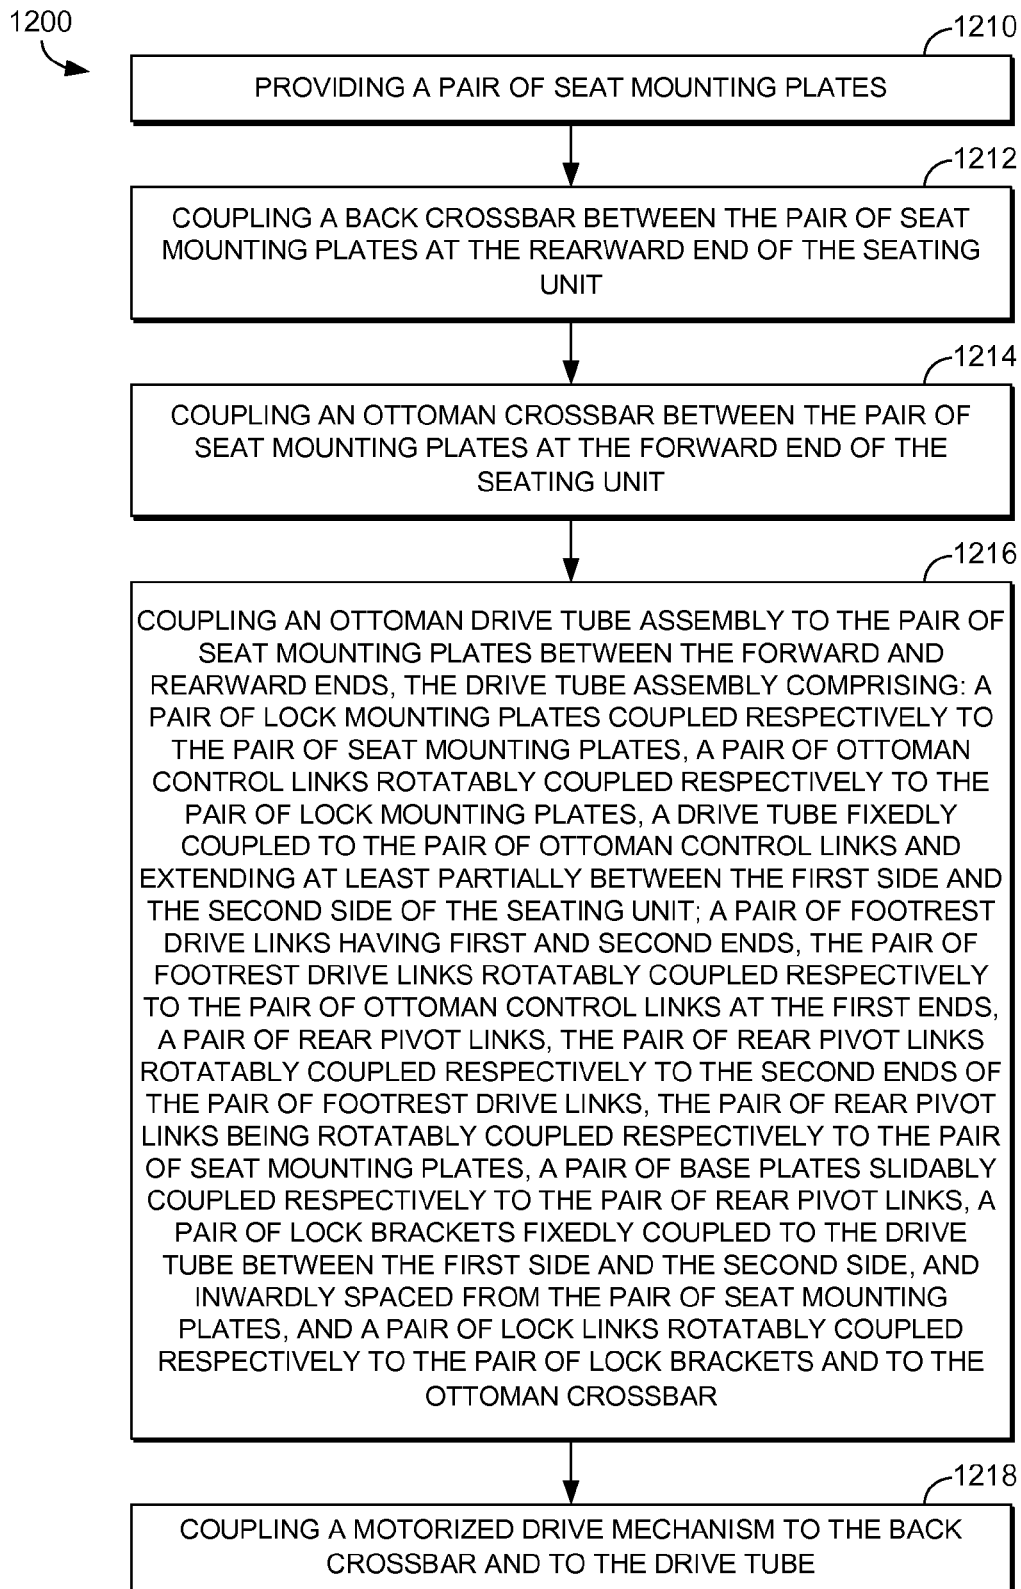 1200
1210
PROVIDING A PAIR OF SEAT MOUNTING PLATES
1212
COUPLING A BACK CROSSBAR BETWEEN THE PAIR OF SEAT
MOUNTING PLATES AT THE REARWARD END OF THE SEATING
UNIT
1214
COUPLING AN OTTOMAN CROSSBAR BETWEEN THE PAIR OF
SEAT MOUNTING PLATES AT THE FORWARD END OF THE
SEATING UNIT
1216
COUPLING AN OTTOMAN DRIVE TUBE ASSEMBLY TO THE PAIR OF
SEAT MOUNTING PLATES BETWEEN THE FORWARD AND
REARWARD ENDS, THE DRIVE TUBE ASSEMBLY COMPRISING: A
PAIR OF LOCK MOUNTING PLATES COUPLED RESPECTIVELY TO
THE PAIR OF SEAT MOUNTING PLATES, A PAIR OF OTTOMAN
CONTROL LINKS ROTATABLY COUPLED RESPECTIVELY TO THE
PAIR OF LOCK MOUNTING PLATES, A DRIVE TUBE FIXEDLY
COUPLED TO THE PAIR OF OTTOMAN CONTROL LINKS AND
EXTENDING AT LEAST PARTIALLY BETWEEN THE FIRST SIDE AND
THE SECOND SIDE OF THE SEATING UNIT; A PAIR OF FOOTREST
DRIVE LINKS HAVING FIRST AND SECOND ENDS, THE PAIR OF
FOOTREST DRIVE LINKS ROTATABLY COUPLED RESPECTIVELY
TO THE PAIR OF OTTOMAN CONTROL LINKS AT THE FIRST ENDS,
A PAIR OF REAR PIVOT LINKS, THE PAIR OF REAR PIVOT LINKS
ROTATABLY COUPLED RESPECTIVELY TO THE SECOND ENDS OF
THE PAIR OF FOOTREST DRIVE LINKS, THE PAIR OF REAR PIVOT
LINKS BEING ROTATABLY COUPLED RESPECTIVELY TO THE PAIR
OF SEAT MOUNTING PLATES, A PAIR OF BASE PLATES SLIDABLY
COUPLED RESPECTIVELY TO THE PAIR OF REAR PIVOT LINKS, A
PAIR OF LOCK BRACKETS FIXEDLY COUPLED TO THE DRIVE
TUBE BETWEEN THE FIRST SIDE AND THE SECOND SIDE, AND
INWARDLY SPACED FROM THE PAIR OF SEAT MOUNTING
PLATES, AND A PAIR OF LOCK LINKS ROTATABLY COUPLED
RESPECTIVELY TO THE PAIR OF LOCK BRACKETS AND TO THE
OTTOMAN CROSSBAR
1218
COUPLING A MOTORIZED DRIVE MECHANISM TO THE BACK
CROSSBAR AND TO THE DRIVE TUBE